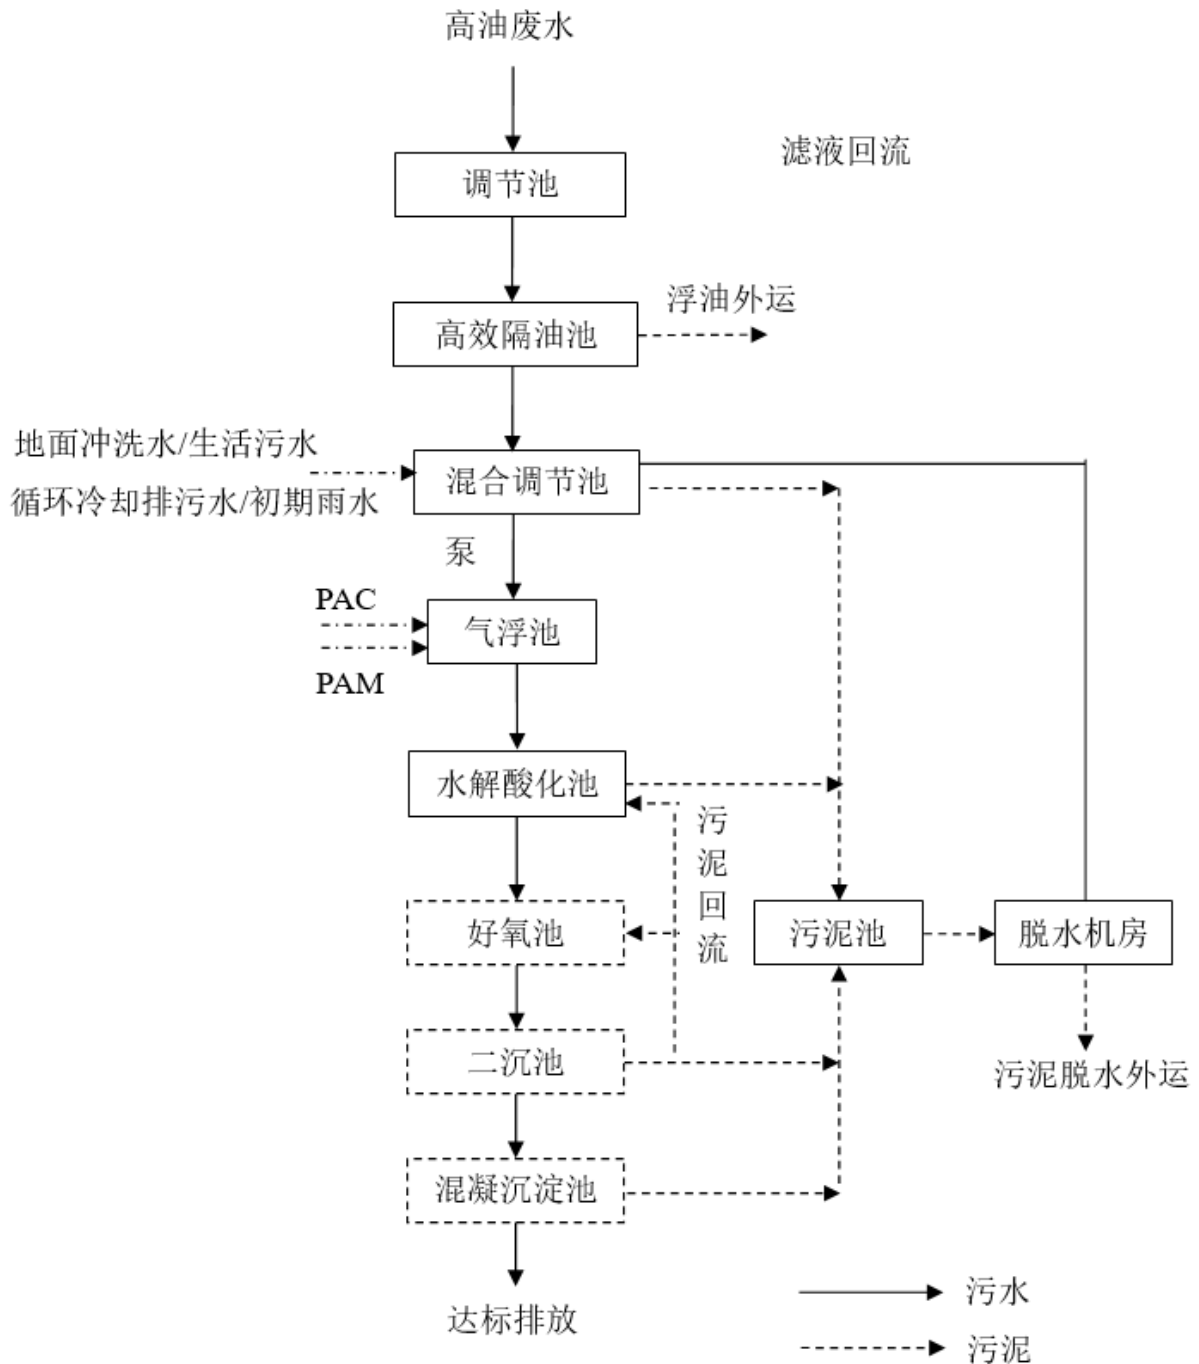 高油废水
滤液回流
调节池
浮油外运
高效隔油池
地面冲洗水/生活污水
混合调节池
循环冷却排污水/初期雨水
泵
PAC
气浮池
PAM
水解酸化池
污泥回流
好氧池
污泥池
脱水机房
二沉池
污泥脱水外运
混凝沉淀池
污水
达标排放
污泥